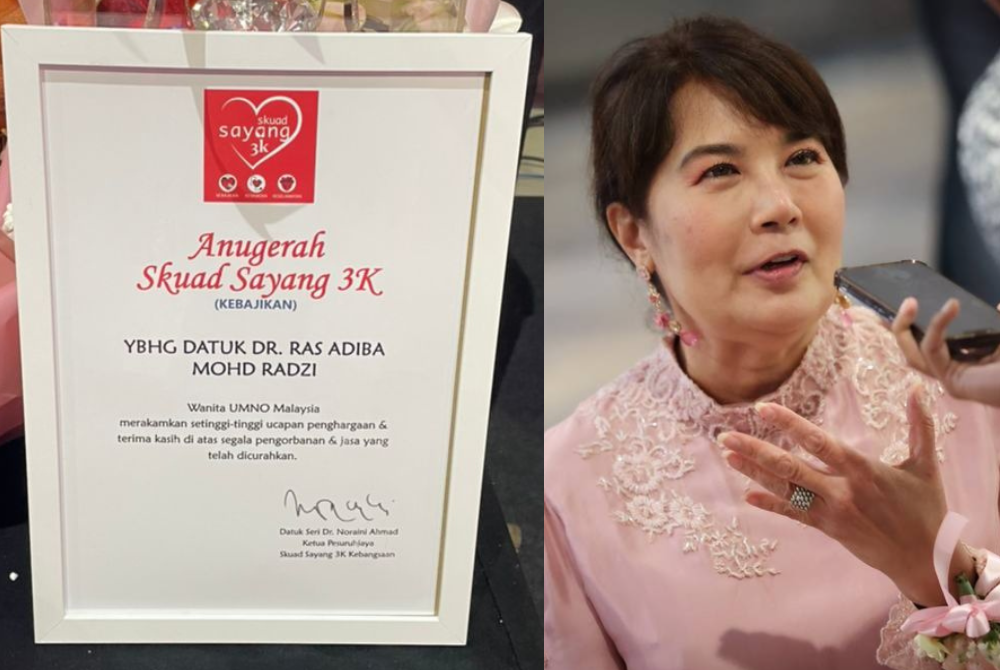 skuad
sayang
3k
Anugerah
Skuad Sayang 3K
(KEBAJIKAN)
YBHG DATUK DR. RAS ADIBA
MOHD RADZI
Wanita UMNO Malaysia
merakamkan setinggi-tinggi ucapan penghargaan &
terima kasih di atas segala pengorbanan & jasa yang
telah dicurahkan.
Datuk Seri Dr. Noraini Ahmad
Ketua Pesuruhjaya
Skuad Sayang 3K Kebangsaan